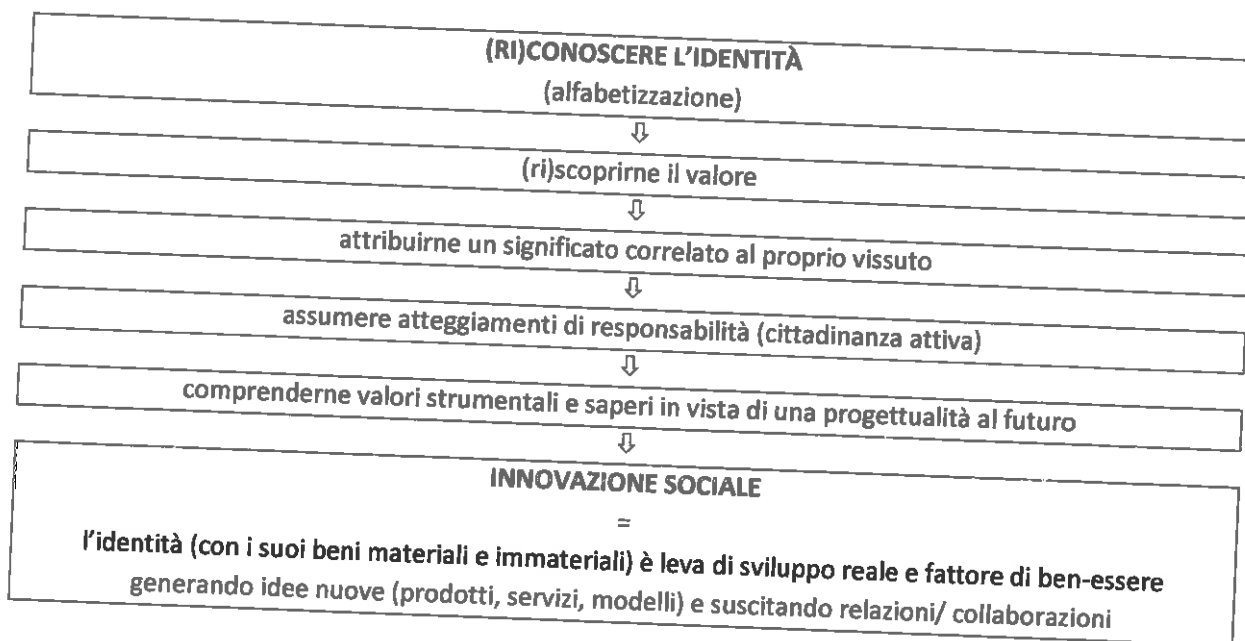 (RI)CONOSCERE L'IDENTITÀ
(alfabetizzazione)
⇩
(ri)scoprirne il valore
⇩
attribuirne un significato correlato al proprio vissuto
⇩
assumere atteggiamenti di responsabilità (cittadinanza attiva)
⇩
comprenderne valori strumentali e saperi in vista di una progettualità al futuro
⇩
INNOVAZIONE SOCIALE
=
l'identità (con i suoi beni materiali e immateriali) è leva di sviluppo reale e fattore di ben-essere
generando idee nuove (prodotti, servizi, modelli) e suscitando relazioni/ collaborazioni